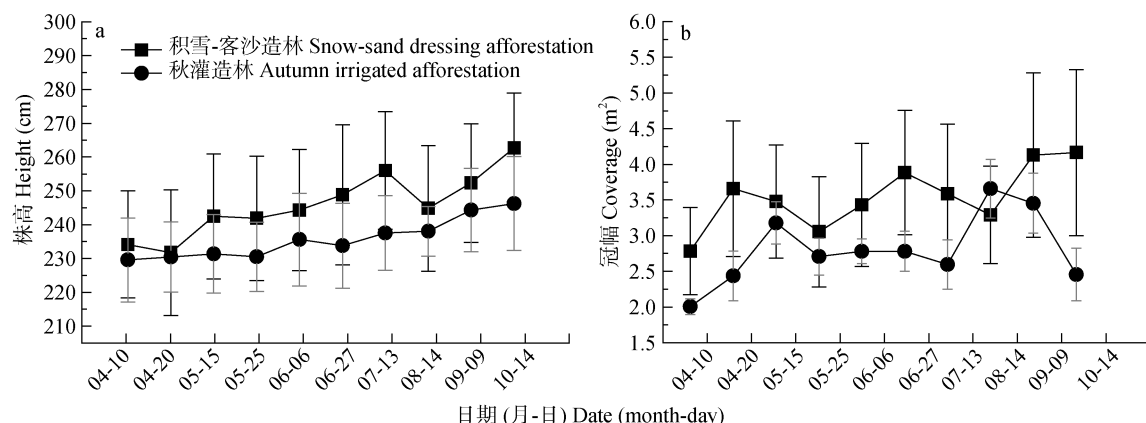 a
积雪-客沙造林 Snow-sand dressing afforestation
秋灌造林 Autumn irrigated afforestation
株高 Height (cm)
300
290
280
270
260
250
240
230
220
210
04-10 04-20 05-15 05-25 06-06 06-27 07-13 08-14 09-09 10-14
b
冠幅 Coverage (m²)
6.0
5.5
5.0
4.5
4.0
3.5
3.0
2.5
2.0
1.5
04-10 04-20 05-15 05-25 06-06 06-27 07-13 08-14 09-09 10-14
日期 (月-日) Date (month-day)